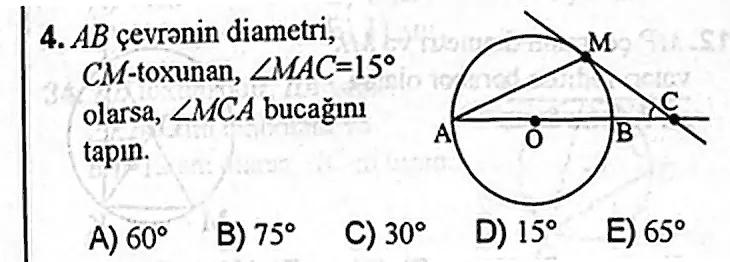 4. AB çevrənin diametri,
CM-toxunan, ∠MAC=15°
olarsa, ∠MCA bucağını
tapın.
M
A
O
B
C
A) 60° B) 75° C) 30° D) 15° E) 65°